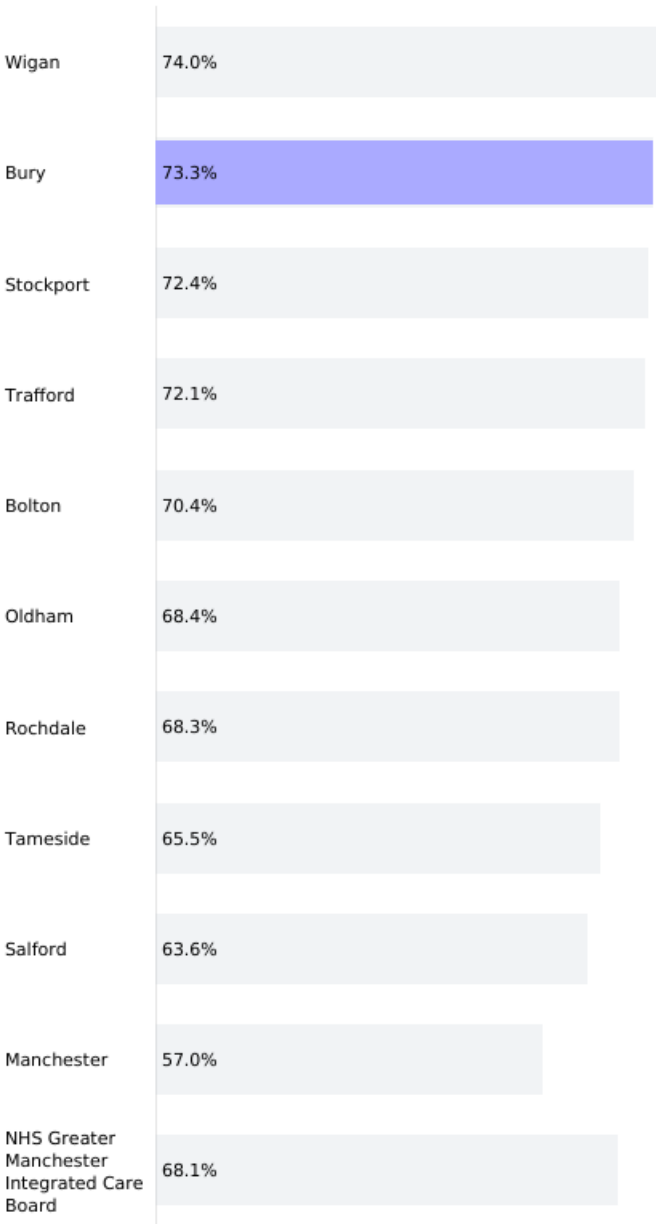 Wigan 74.0%
Bury 73.3%
Stockport 72.4%
Trafford 72.1%
Bolton 70.4%
Oldham 68.4%
Rochdale 68.3%
Tameside 65.5%
Salford 63.6%
Manchester 57.0%
NHS Greater
Manchester
Integrated Care
Board
68.1%